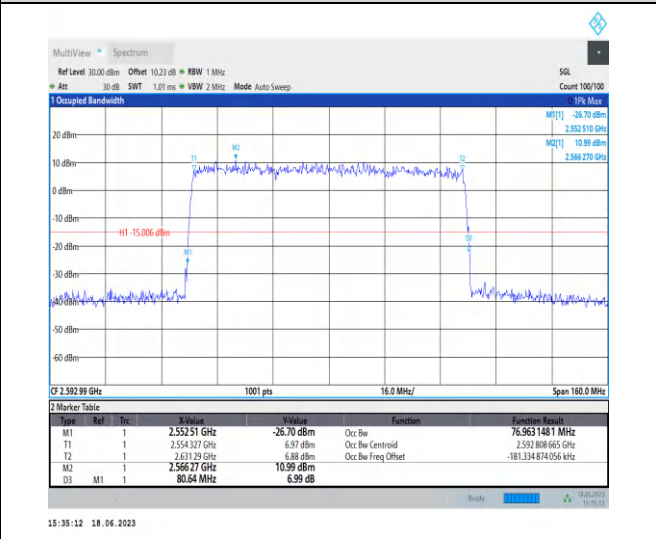 MultiView Spectrum
Ref Level 30.00 dBm Offset 10.23 dB RBW 1 MHz SGL
Att 30 dB SWT 1.01 ms VBW 2 MHz Mode Auto Sweep Count 100/100
1 Occupied Bandwidth 1Pk Max
M1[1] -26.70 dBm
2.552 510 GHz
M2[1] 10.99 dBm
2.566 270 GHz
20 dBm
M2
T1 T2
10 dBm
0 dBm
-10 dBm
H1 -15.006 dBm
D3
-20 dBm
M1
-30 dBm
-40 dBm
-50 dBm
-60 dBm
CF 2.592 99 GHz 1001 pts 16.0 MHz/ Span 160.0 MHz
2 Marker Table
Type Ref Trc X-Value Y-Value Function Function Result
M1 1 2.552 51 GHz -26.70 dBm Occ Bw 76.963 148 1 MHz
T1 1 2.554 327 GHz 6.97 dBm Occ Bw Centroid 2.592 808 665 GHz
T2 1 2.631 29 GHz 6.88 dBm Occ Bw Freq Offset -181.334 874 056 kHz
M2 1 2.566 27 GHz 10.99 dBm
D3 M1 1 80.64 MHz 6.99 dB
Ready 18.06.2023
15:35:12
15:35:12 18.06.2023